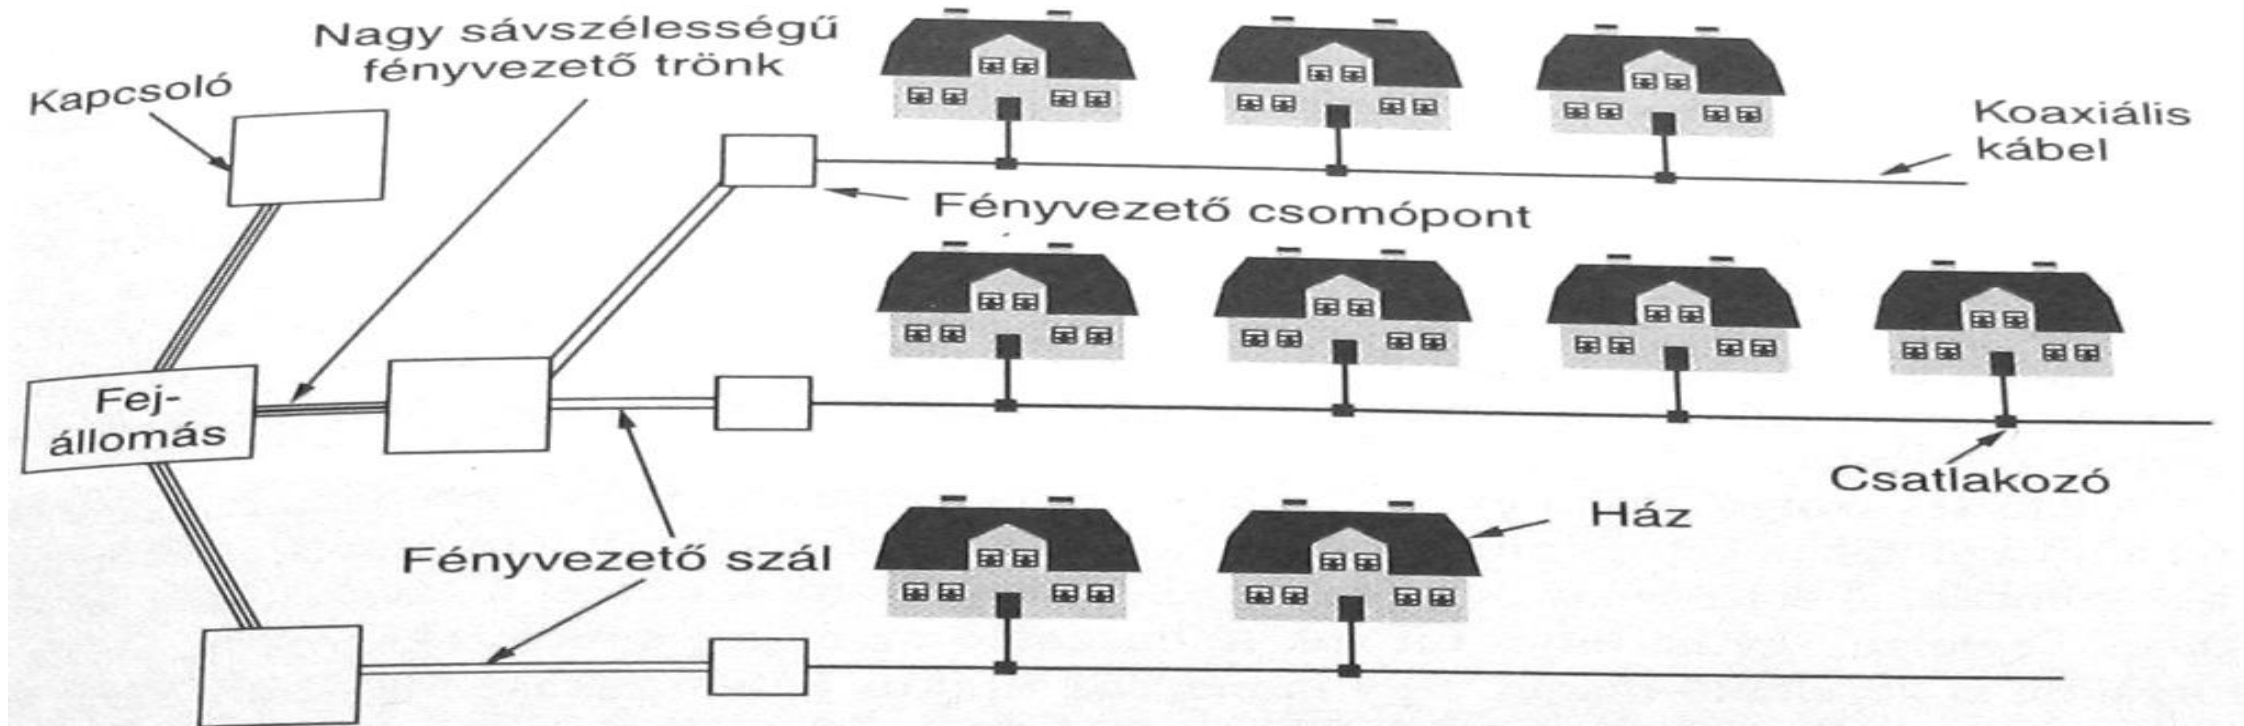 Nagy sávszélességű
fényvezető trönk
Kapcsoló
Koaxiális
kábel
Fényvezető csomópont
Fej-
állomás
Csatlakozó
Ház
Fényvezető szál